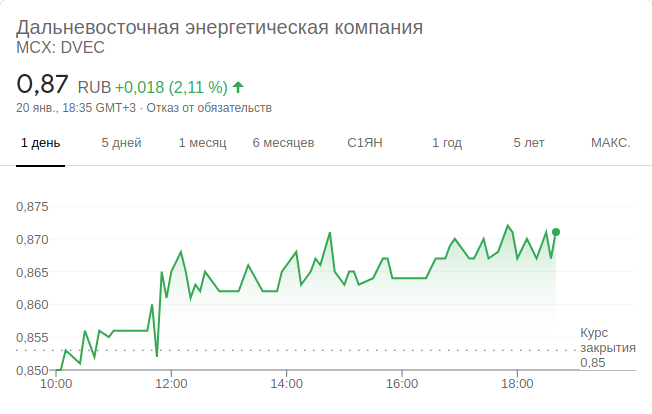 Дальневосточная энергетическая компания
MCX: DVEC
0,87 RUB +0,018 (2,11 %)
20 янв., 18:35 GMT+3 · Отказ от обязательств
1 день 5 дней 1 месяц 6 месяцев С1ЯН 1 год 5 лет МАКС.
0,875
0,870
0,865
0,860
0,855
0,850
Курс
закрытия
0,85
10:00 12:00 14:00 16:00 18:00